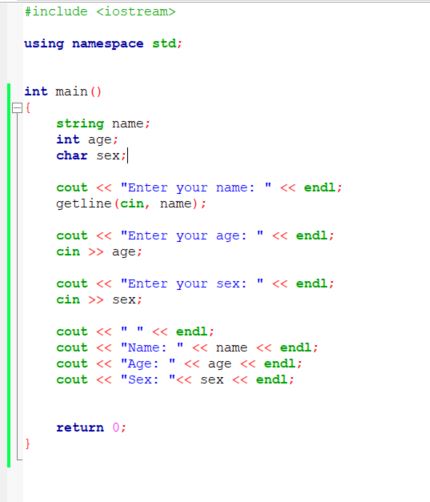 #include <iostream>
using namespace std;
int main()
{
string name;
int age;
char sex;
cout << "Enter your name: " << endl;
getline(cin, name);
cout << "Enter your age: " << endl;
cin >> age;
cout << "Enter your sex: " << endl;
cin >> sex;
cout << " " << endl;
cout << "Name: " << name << endl;
cout << "Age: " << age << endl;
cout << "Sex: "<< sex << endl;
return 0;
}